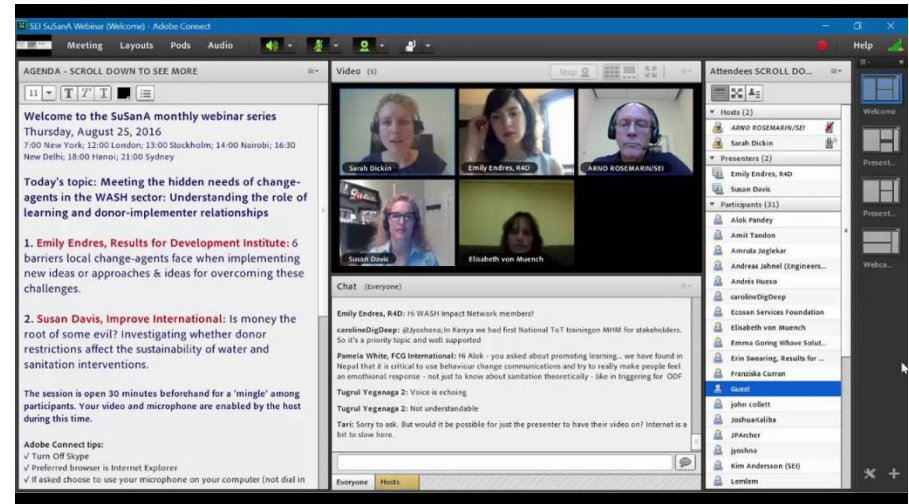 SEI SuSanA Webinar (Welcome) - Adobe Connect
Meeting Layouts Pods Audio Help
AGENDA - SCROLL DOWN TO SEE MORE
11 T T T
Welcome to the SuSanA monthly webinar series
Thursday, August 25, 2016
7:00 New York; 12:00 London; 13:00 Stockholm; 14:00 Nairobi; 16:30
New Delhi; 18:00 Hanoi; 21:00 Sydney
Today's topic: Meeting the hidden needs of change-
agents in the WASH sector: Understanding the role of
learning and donor-implementer relationships
1. Emily Endres, Results for Development Institute: 6
barriers local change-agents face when implementing
new ideas or approaches & ideas for overcoming these
challenges.
2. Susan Davis, Improve International: Is money the
root of some evil? Investigating whether donor
restrictions affect the sustainability of water and
sanitation interventions.
The session is open 30 minutes beforehand for a 'mingle' among
participants. Your video and microphone are enabled by the host
during this time.
Adobe Connect tips:
√ Turn Off Skype
√ Preferred browser is Internet Explorer
√ If asked choose to use your microphone on your computer (not dial in
Video (5)
Stop
Sarah Dickin
Emily Endres, R4D
ARNO ROSEMARIN/SEI
Susan Davis
Elisabeth von Muench
Chat (Everyone)
Emily Endres, R4D: Hi WASH Impact Network members!
carolineDigDeep: @Jyoshana;In Kenya we had first National ToT trainingon MHM for stakeholders.
So it's a priority topic and well supported
Pamela White, FCG International: Hi Alok - you asked about promoting learning... we have found in
Nepal that it is critical to use behaviour change communications and try to really make people feel
an emothional response - not just to know about sanitation theoretically - like in triggering for ODF
Tugrul Yegenaga 2: Voice is echoing
Tugrul Yegenaga 2: Not understandable
Tari: Sorry to ask. But would it be possible for just the presenter to have their video on? Internet is a
bit to slow here.
Everyone Hosts
Attendees SCROLL DO...
Hosts (2)
ARNO ROSEMARIN/SEI
Sarah Dickin
Presenters (2)
Emily Endres, R4D
Susan Davis
Participants (31)
Alok Pandey
Amit Tandon
Amruta Joglekar
Andreas Jahnel (Engineers...
Andrés Hueso
carolineDigDeep
Ecosan Services Foundation
Elisabeth von Muench
Emma Goring Whave Solut...
Erin Swearing, Results for ...
Franziska Curran
Guest
john collett
JoshuaKaliba
JPArcher
jyoshna
Kim Andersson (SEI)
Lemlem
Welcome
Present...
Present...
Webca...